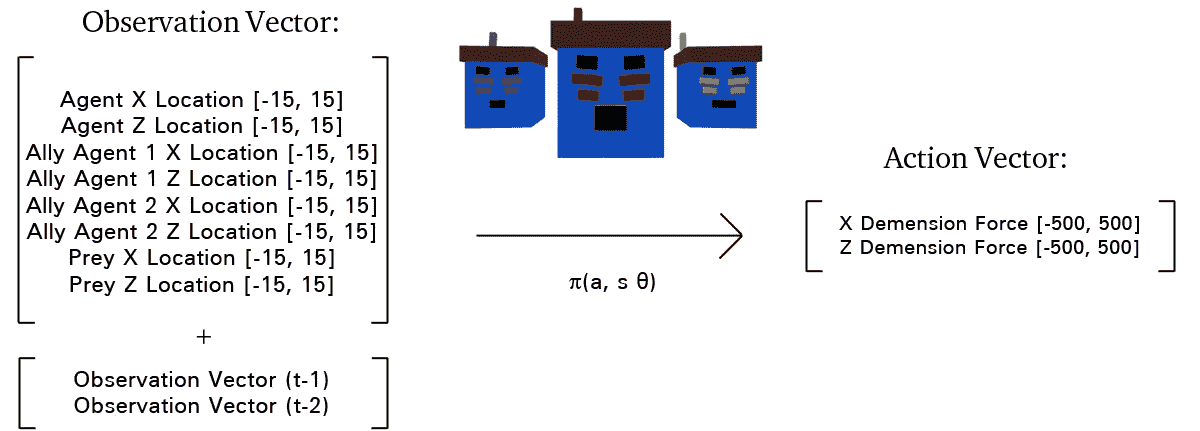 Observation Vector:
Agent X Location [-15, 15]
Agent Z Location [-15, 15]
Ally Agent 1 X Location [-15, 15]
Ally Agent 1 Z Location [-15, 15]
Ally Agent 2 X Location [-15, 15]
Ally Agent 2 Z Location [-15, 15]
Prey X Location [-15, 15]
Prey Z Location [-15, 15]
+
Observation Vector (t-1)
Observation Vector (t-2)
π(a, s θ)
Action Vector:
X Demension Force [-500, 500]
Z Demension Force [-500, 500]